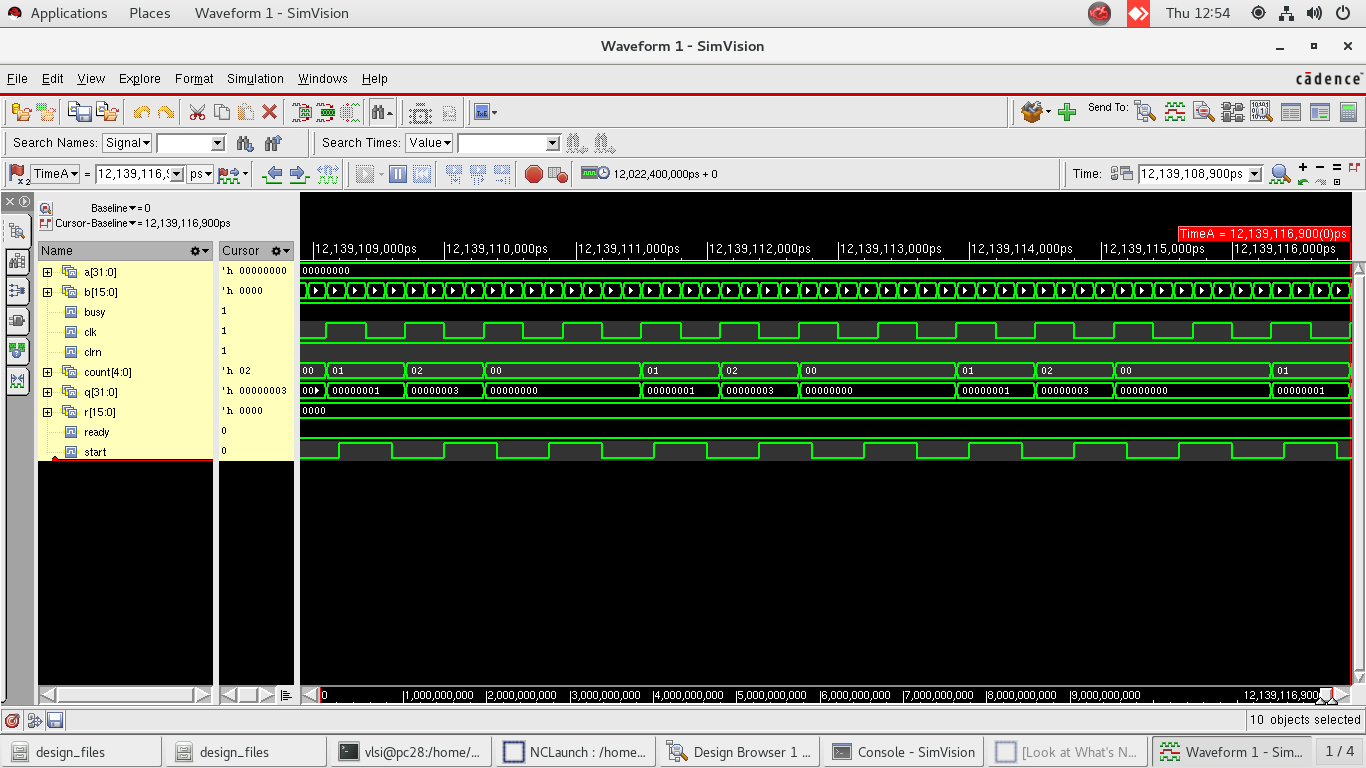 Applications Places Waveform 1 - SimVision Thu 12:54
Waveform 1 - SimVision
File Edit View Explore Format Simulation Windows Help cādence
Send To:
Search Names: Signal Search Times: Value
TimeA = 12,139,116,9 ps 12,022,400,000ps + 0 Time: 12,139,108,900ps
Baseline = 0
Cursor-Baseline = 12,139,116,900ps
TimeA = 12,139,116,900(0)ps
Name Cursor 12,139,109,000ps 12,139,110,000ps 12,139,111,000ps 12,139,112,000ps 12,139,113,000ps 12,139,114,000ps 12,139,115,000ps 12,139,116,000ps
a[31:0] 'h 00000000 00000000
b[15:0] 'h 0000
busy 1
clk 1
clrn 1
count[4:0] 'h 02 00 01 02 00 01 02 00 01 02 00 01
q[31:0] 'h 00000003 00 00000001 00000003 00000000 00000001 00000003 00000000 00000001 00000003 00000000 00000001
r[15:0] 'h 0000 0000
ready 0
start 0
0 1,000,000,000 2,000,000,000 3,000,000,000 4,000,000,000 5,000,000,000 6,000,000,000 7,000,000,000 8,000,000,000 9,000,000,000 12,139,116,900
10 objects selected
design_files design_files vlsi@pc28:/home/... NCLaunch : /home... Design Browser 1 ... Console - SimVision [Look at What's N... Waveform 1 - Sim... 1 / 4